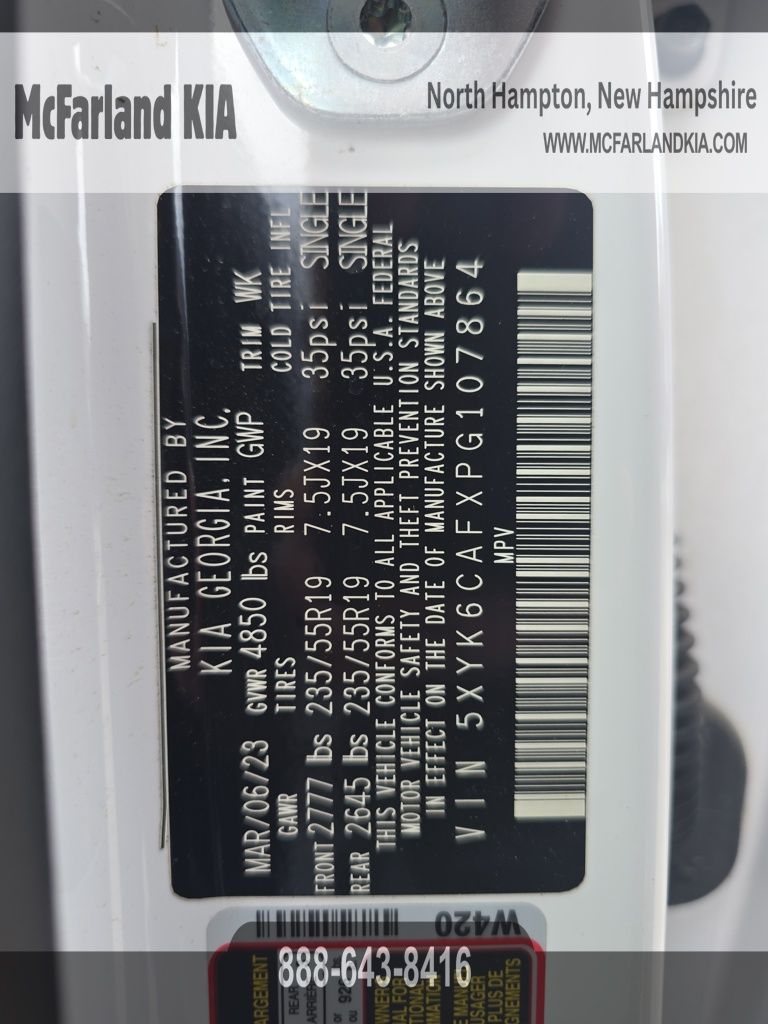 McFarland KIA
North Hampton, New Hampshire
WWW.MCFARLANDKIA.COM
MANUFACTURED BY
KIA GEORGIA, INC.
MAR/06/23 GVWR 4850 lbs PAINT GWP TRIM WK
GAWR TIRES RIMS COLD TIRE INFL
FRONT 2777 lbs 235/55R19 7.5JX19 35psi SINGLE
REAR 2645 lbs 235/55R19 7.5JX19 35psi SINGLE
THIS VEHICLE CONFORMS TO ALL APPLICABLE U.S.A. FEDERAL
MOTOR VEHICLE SAFETY AND THEFT PREVENTION STANDARDS
IN EFFECT ON THE DATE OF MANUFACTURE SHOWN ABOVE
VIN 5XYK6CAFXPG107864
MPV
W420
888-643-8416